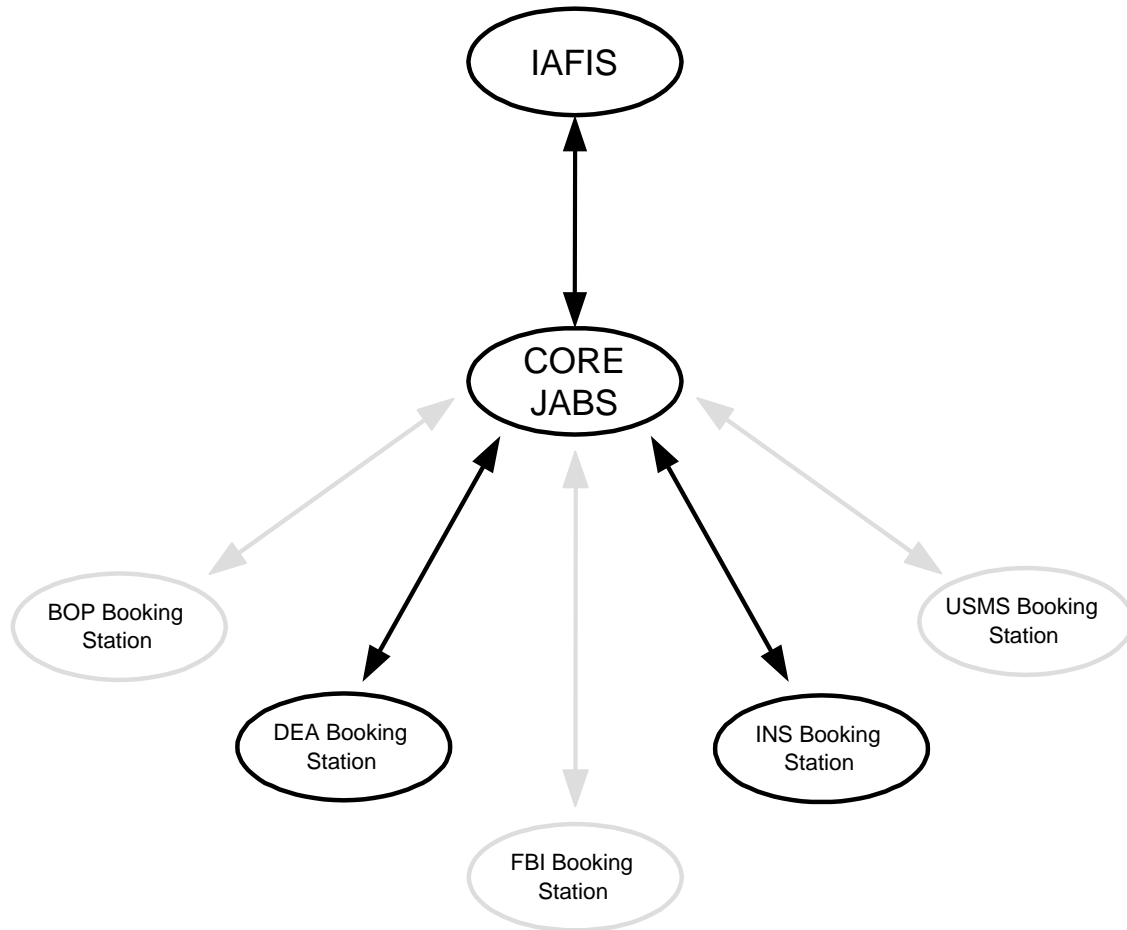 IAFIS
CORE
JABS
BOP Booking
Station
USMS Booking
Station
DEA Booking
Station
INS Booking
Station
FBI Booking
Station